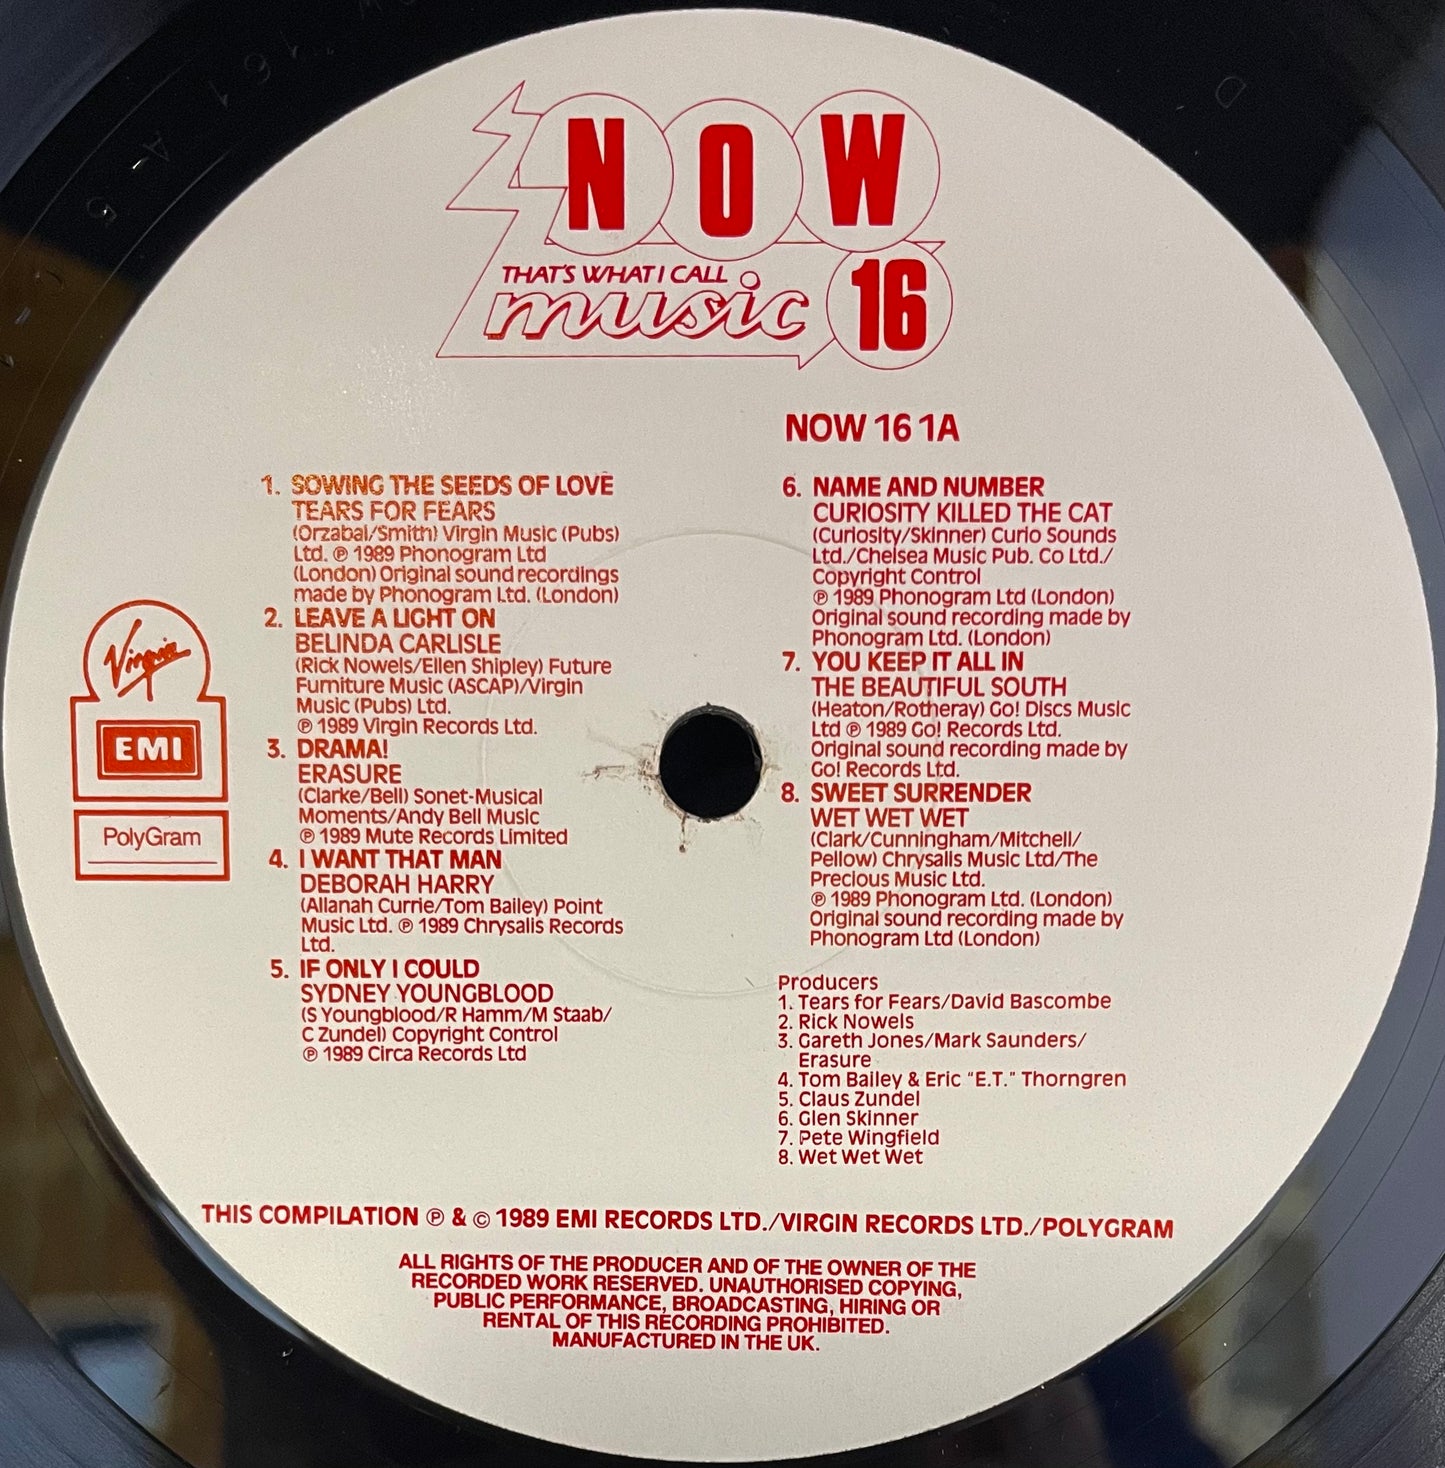 NOW
THAT'S WHAT I CALL
music 16
NOW 16 1A
1. SOWING THE SEEDS OF LOVE
TEARS FOR FEARS
(Orzabal/Smith) Virgin Music (Pubs)
Ltd. ℗ 1989 Phonogram Ltd
(London) Original sound recordings
made by Phonogram Ltd. (London)
2. LEAVE A LIGHT ON
BELINDA CARLISLE
(Rick Nowels/Ellen Shipley) Future
Furniture Music (ASCAP)/Virgin
Music (Pubs) Ltd.
℗ 1989 Virgin Records Ltd.
3. DRAMA!
ERASURE
(Clarke/Bell) Sonet-Musical
Moments/Andy Bell Music
℗ 1989 Mute Records Limited
4. I WANT THAT MAN
DEBORAH HARRY
(Allanah Currie/Tom Bailey) Point
Music Ltd. ℗ 1989 Chrysalis Records
Ltd.
5. IF ONLY I COULD
SYDNEY YOUNGBLOOD
(S Youngblood/R Hamm/M Staab/
C Zundel) Copyright Control
℗ 1989 Circa Records Ltd
6. NAME AND NUMBER
CURIOSITY KILLED THE CAT
(Curiosity/Skinner) Curio Sounds
Ltd./Chelsea Music Pub. Co Ltd./
Copyright Control
℗ 1989 Phonogram Ltd (London)
Original sound recording made by
Phonogram Ltd. (London)
7. YOU KEEP IT ALL IN
THE BEAUTIFUL SOUTH
(Heaton/Rotheray) Go! Discs Music
Ltd ℗ 1989 Go! Records Ltd.
Original sound recording made by
Go! Records Ltd.
8. SWEET SURRENDER
WET WET WET
(Clark/Cunningham/Mitchell/
Pellow) Chrysalis Music Ltd/The
Precious Music Ltd.
℗ 1989 Phonogram Ltd. (London)
Original sound recording made by
Phonogram Ltd (London)
Producers
1. Tears for Fears/David Bascombe
2. Rick Nowels
3. Gareth Jones/Mark Saunders/
Erasure
4. Tom Bailey & Eric "E.T." Thorngren
5. Claus Zundel
6. Glen Skinner
7. Pete Wingfield
8. Wet Wet Wet
Virgin
EMI
PolyGram
THIS COMPILATION ℗ & © 1989 EMI RECORDS LTD./VIRGIN RECORDS LTD./POLYGRAM
ALL RIGHTS OF THE PRODUCER AND OF THE OWNER OF THE
RECORDED WORK RESERVED. UNAUTHORISED COPYING,
PUBLIC PERFORMANCE, BROADCASTING, HIRING OR
RENTAL OF THIS RECORDING PROHIBITED.
MANUFACTURED IN THE UK.